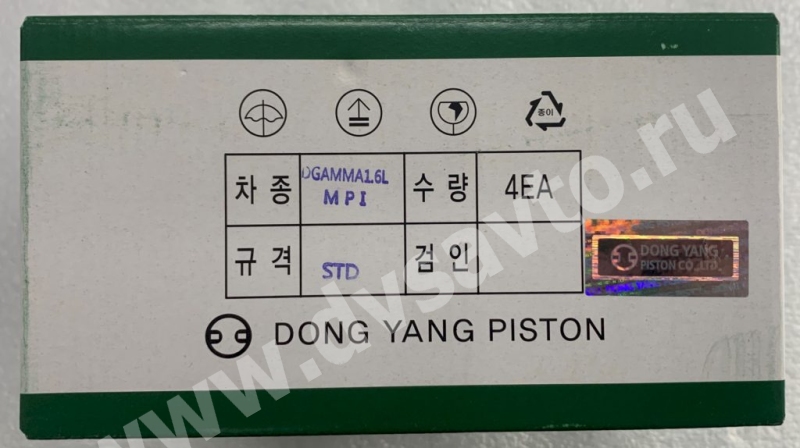 종이
차종 DGAMMA1.6L MPI 수량 4EA
규격 STD 검인
DONG YANG
PISTON CO., LTD.
DONG YANG PISTON
www.dvsavto.ru